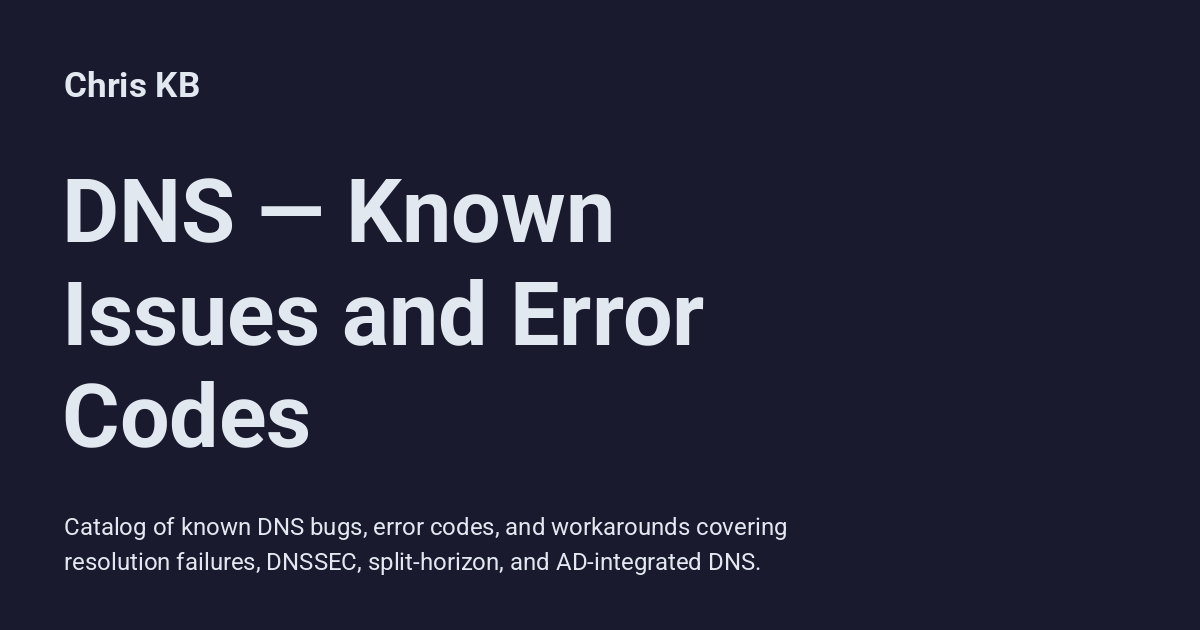 Chris KB
DNS — Known
Issues and Error
Codes
Catalog of known DNS bugs, error codes, and workarounds covering
resolution failures, DNSSEC, split-horizon, and AD-integrated DNS.